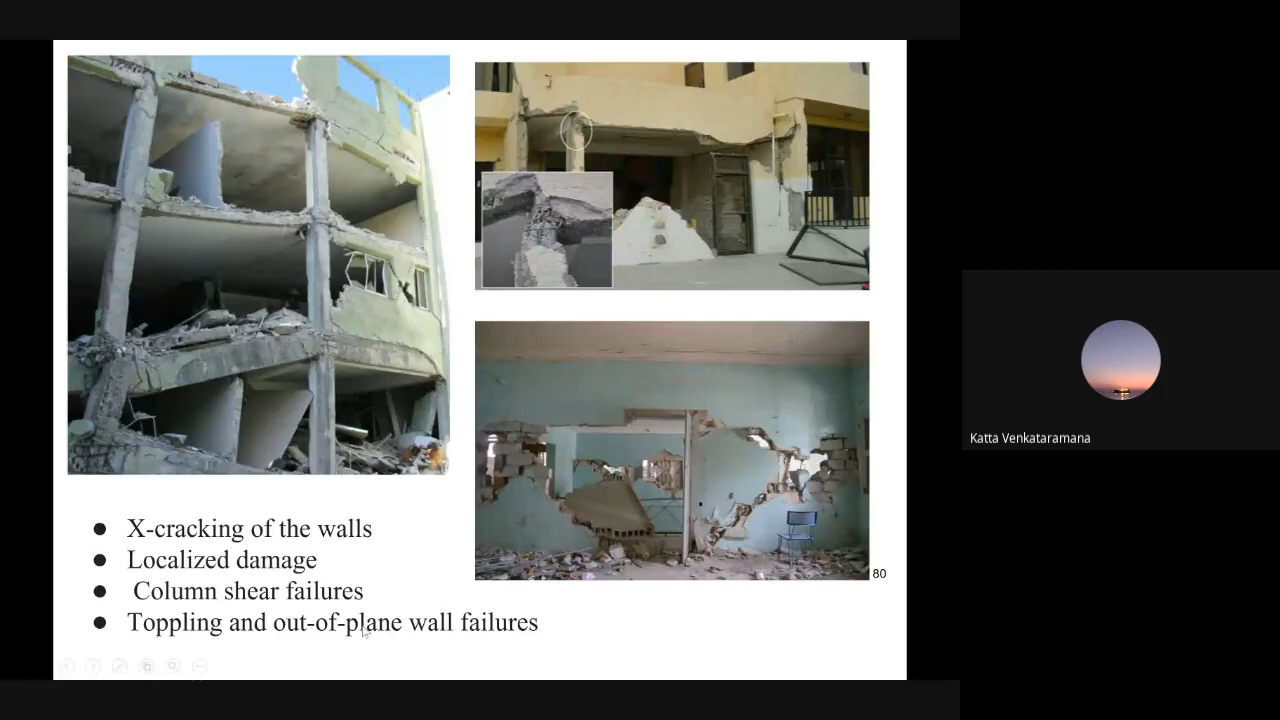 80
● X-cracking of the walls
● Localized damage
● Column shear failures
● Toppling and out-of-plane wall failures
Katta Venkataramana